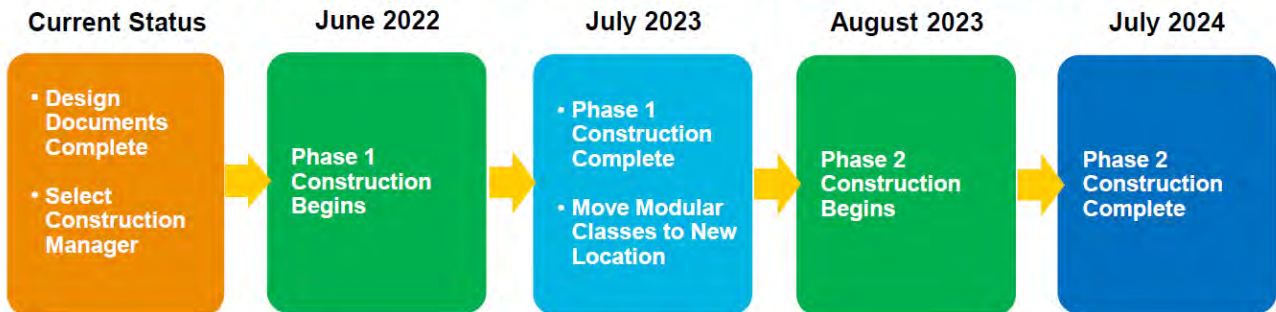 Current Status
June 2022
July 2023
August 2023
July 2024
• Design
Documents
Complete
• Select
Construction
Manager
Phase 1
Construction
Begins
• Phase 1
Construction
Complete
• Move Modular
Classes to New
Location
Phase 2
Construction
Begins
Phase 2
Construction
Complete